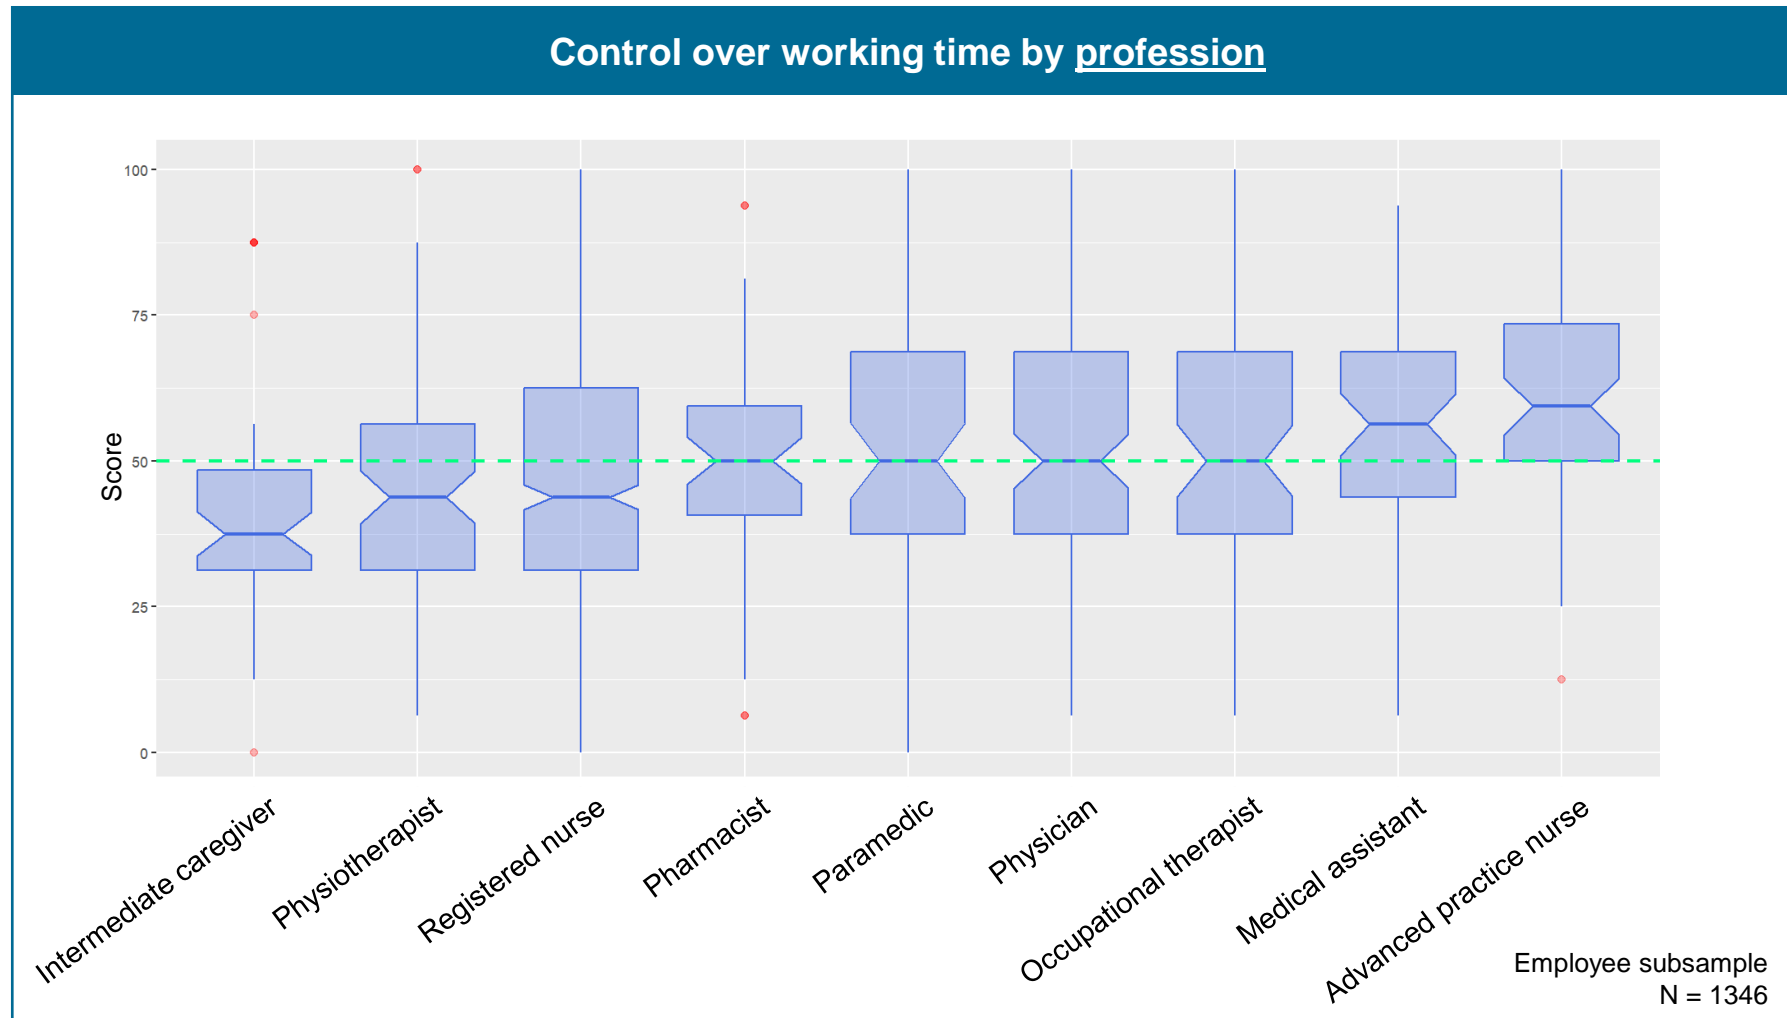 Control over working time by profession
Score
100
75
50
25
0
Intermediate caregiver
Physiotherapist
Registered nurse
Pharmacist
Paramedic
Physician
Occupational therapist
Medical assistant
Advanced practice nurse
Employee subsample
N = 1346